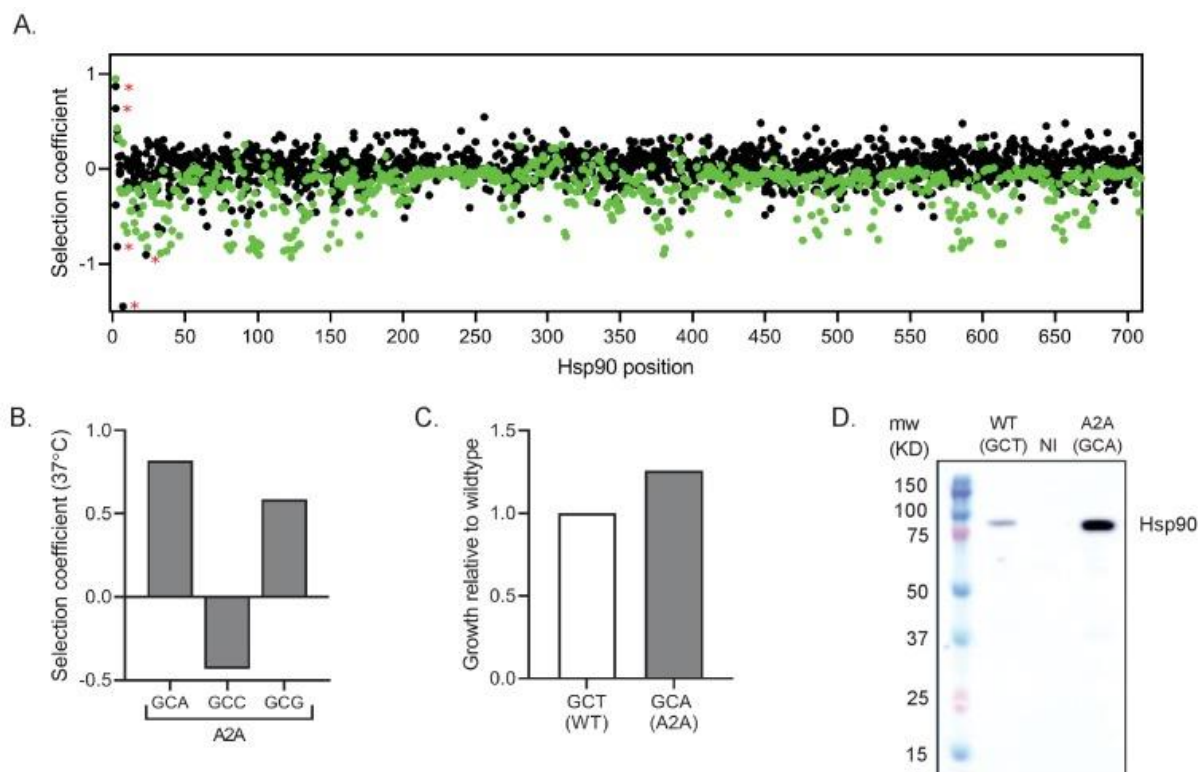 A.
Selection coefficient
1
0
-1
*
*
*
*
*
0 50 100 150 200 250 300 350 400 450 500 550 600 650 700
Hsp90 position
B.
Selection coefficient (37°C)
1.0
0.5
0.0
-0.5
GCA GCC GCG
A2A
C.
Growth relative to wildtype
1.5
1.0
0.5
0.0
GCT GCA
(WT) (A2A)
D.
mw WT A2A
(KD) (GCT) NI (GCA)
150
100
75
50
37
25
15
Hsp90